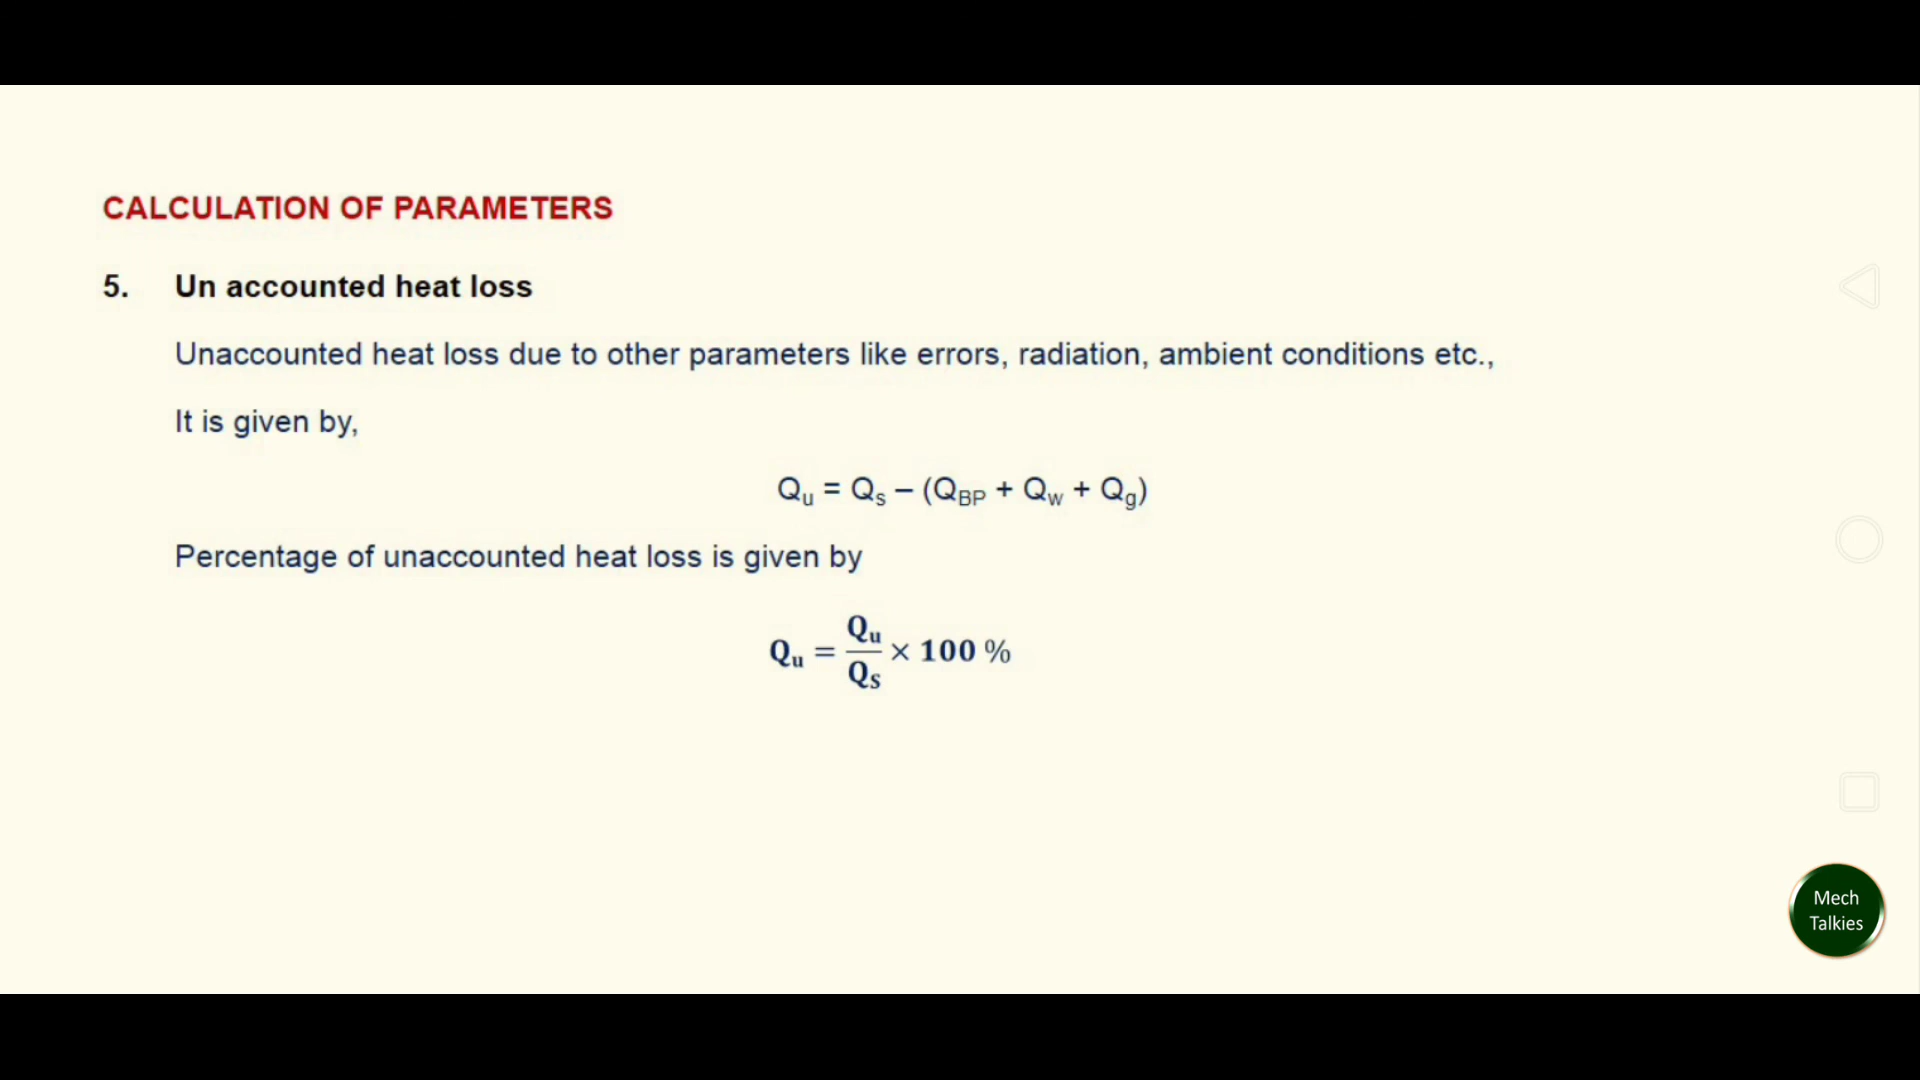 CALCULATION OF PARAMETERS
5. Un accounted heat loss
Unaccounted heat loss due to other parameters like errors, radiation, ambient conditions etc.,
It is given by,
Qu = Qs – (QBP + Qw + Qg)
Percentage of unaccounted heat loss is given by
Qu = Qu/QS × 100 %
Mech
Talkies